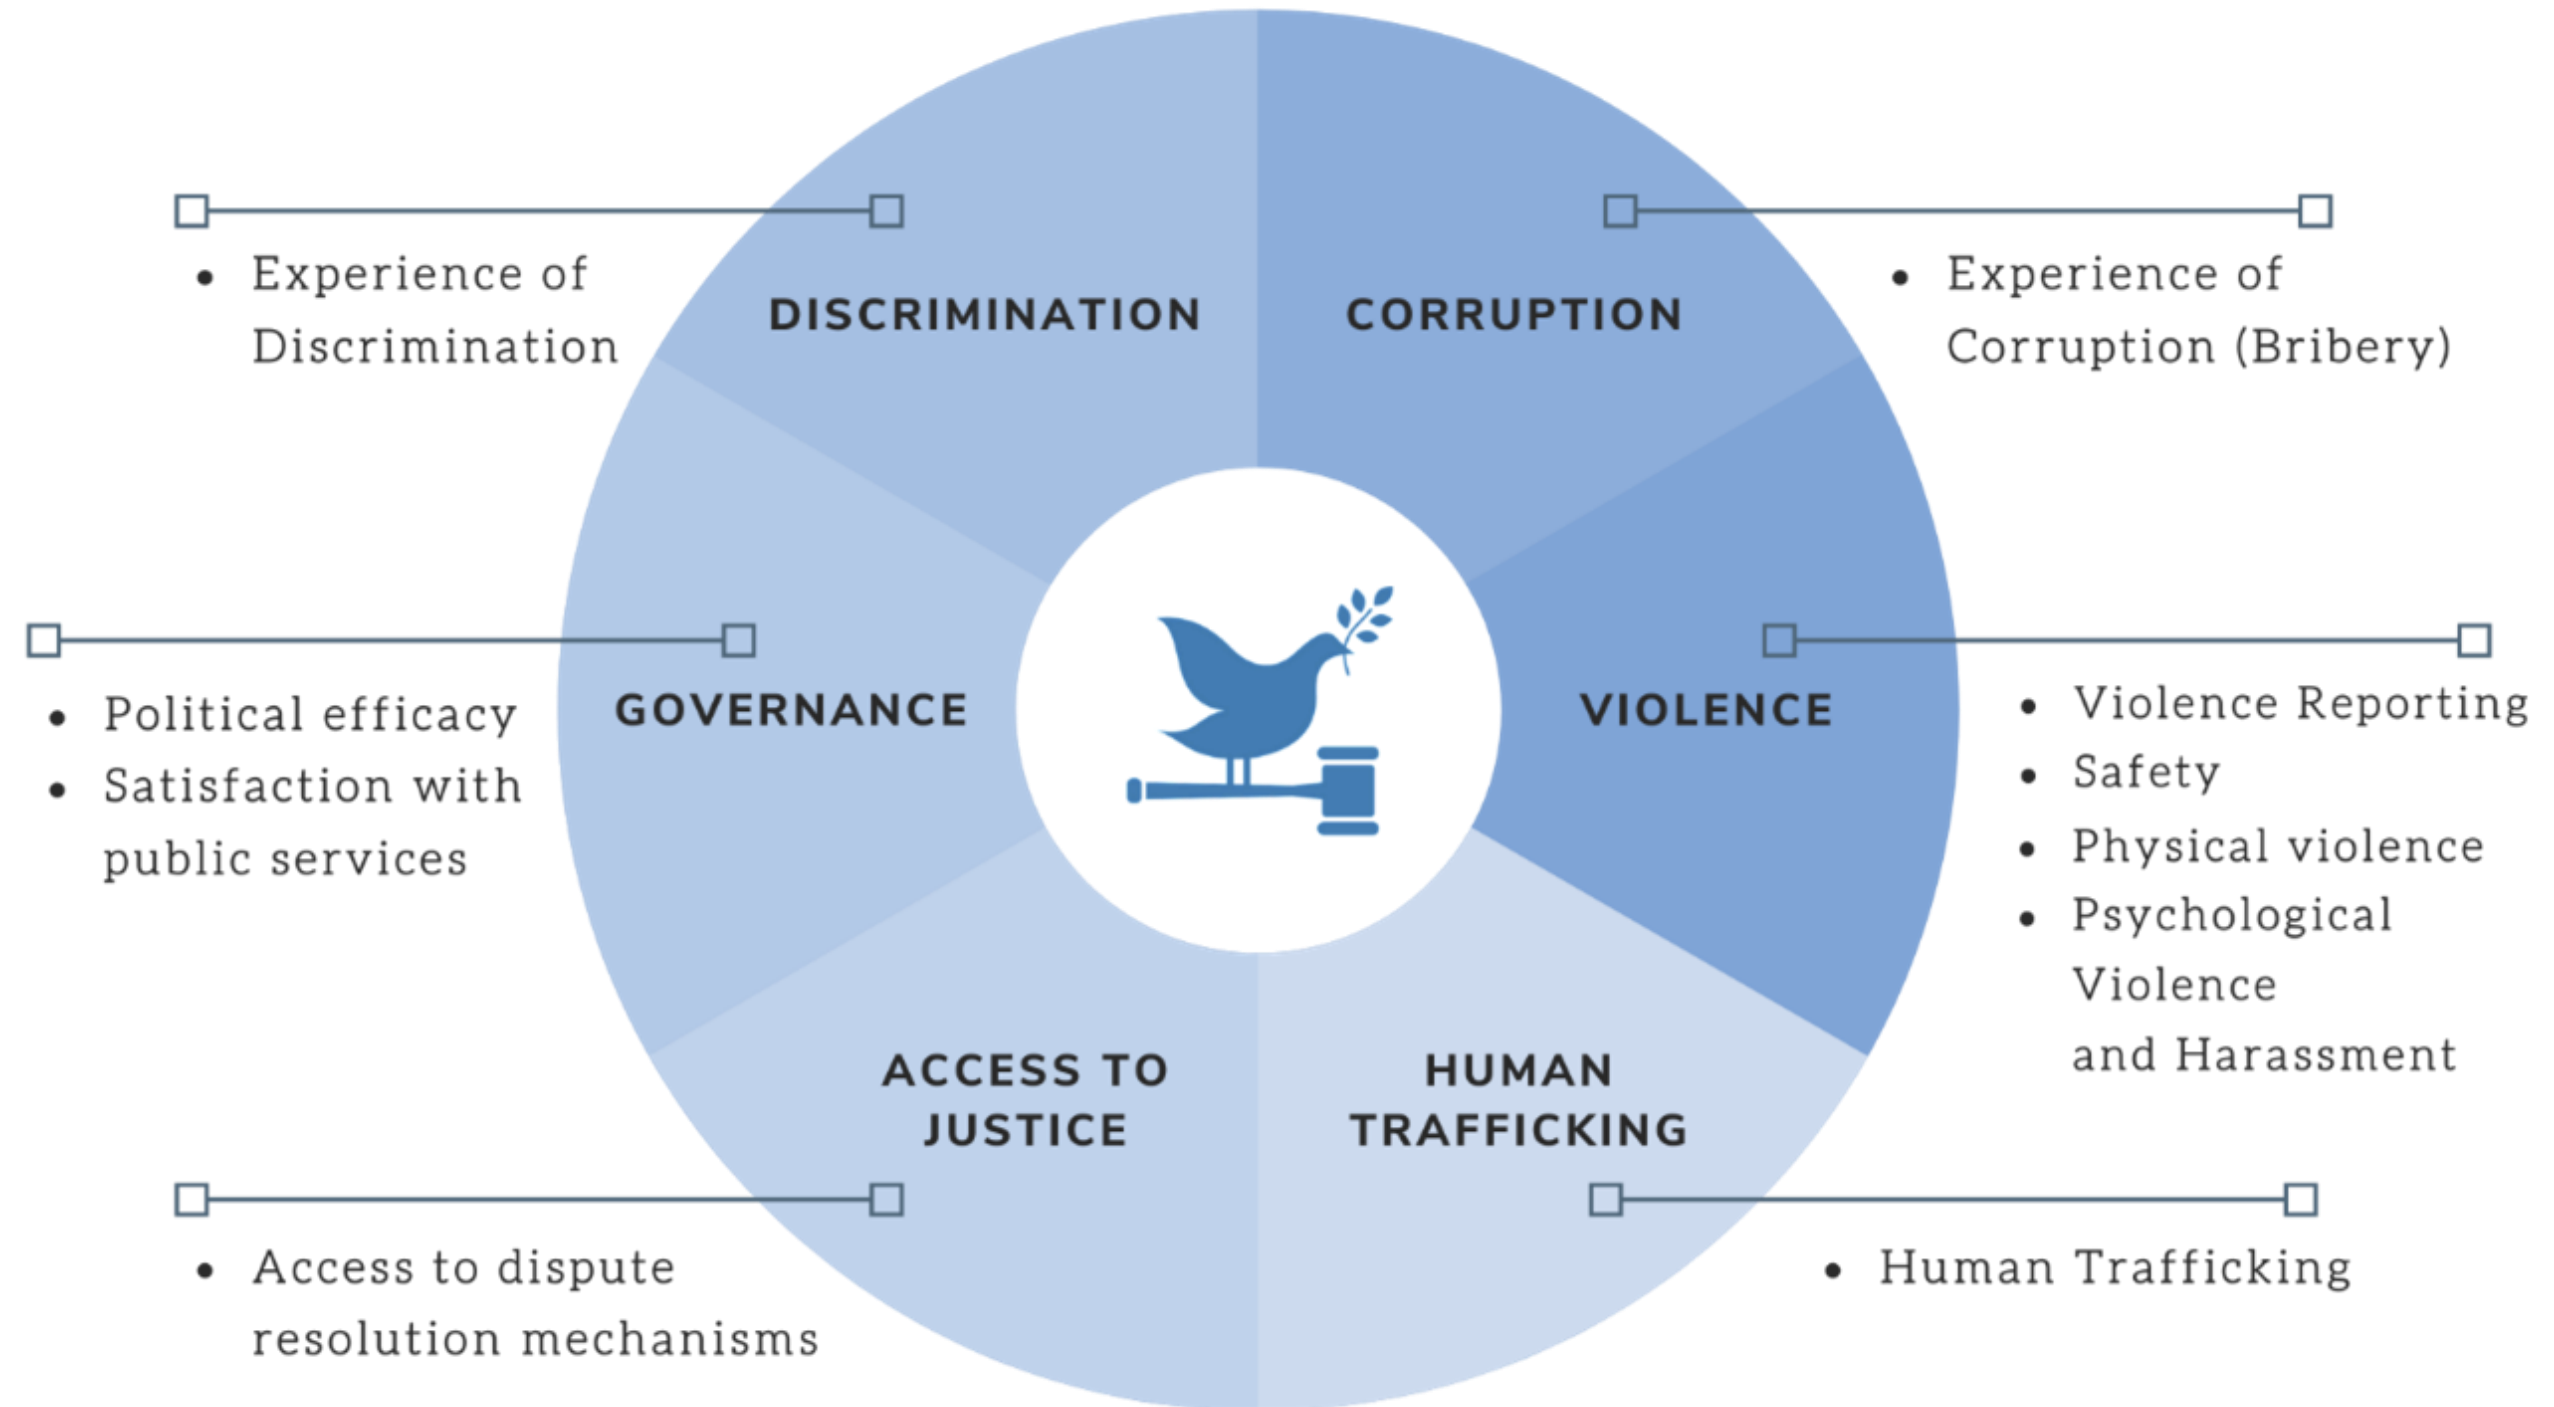 DISCRIMINATION
• Experience of
Discrimination
CORRUPTION
• Experience of
Corruption (Bribery)
GOVERNANCE
• Political efficacy
• Satisfaction with
public services
VIOLENCE
• Violence Reporting
• Safety
• Physical violence
• Psychological
Violence
and Harassment
ACCESS TO
JUSTICE
• Access to dispute
resolution mechanisms
HUMAN
TRAFFICKING
• Human Trafficking